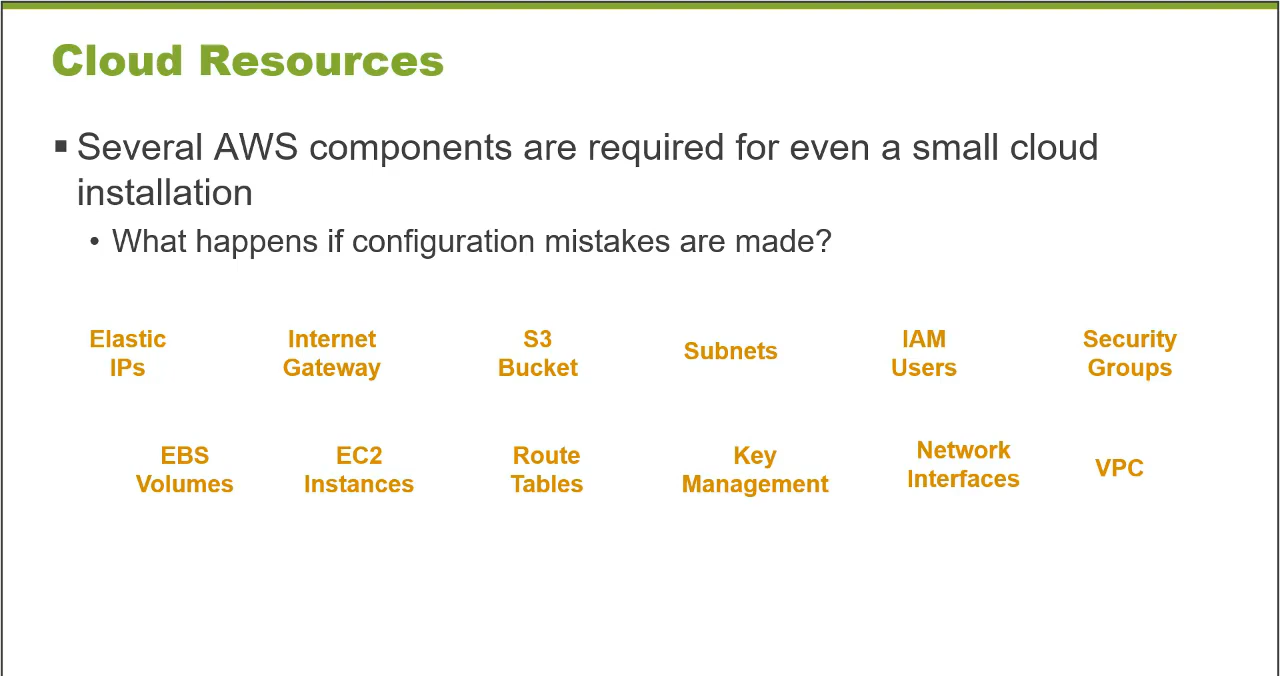 Cloud Resources
▪ Several AWS components are required for even a small cloud
installation
• What happens if configuration mistakes are made?
Elastic
IPs
Internet
Gateway
S3
Bucket
Subnets
IAM
Users
Security
Groups
EBS
Volumes
EC2
Instances
Route
Tables
Key
Management
Network
Interfaces
VPC